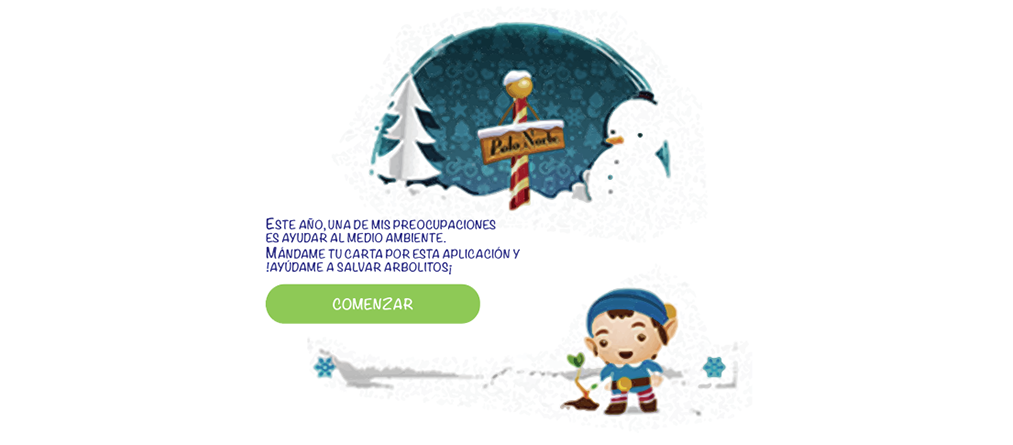 Polo Norte
ESTE AÑO, UNA DE MIS PREOCUPACIONES
ES AYUDAR AL MEDIO AMBIENTE.
MÁNDAME TU CARTA POR ESTA APLICACIÓN Y
!AYÚDAME A SALVAR ARBOLITOS¡
COMENZAR